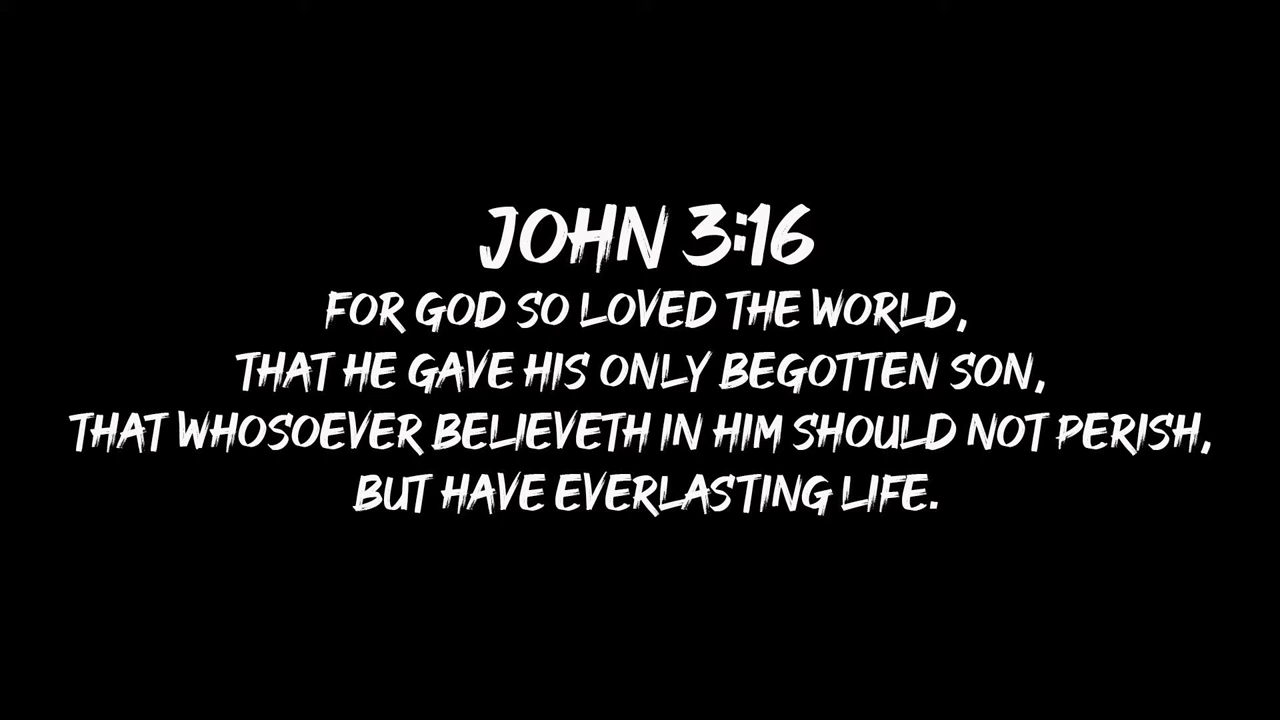 JOHN 3:16
FOR GOD SO LOVED THE WORLD,
THAT HE GAVE HIS ONLY BEGOTTEN SON,
THAT WHOSOEVER BELIEVETH IN HIM SHOULD NOT PERISH,
BUT HAVE EVERLASTING LIFE.